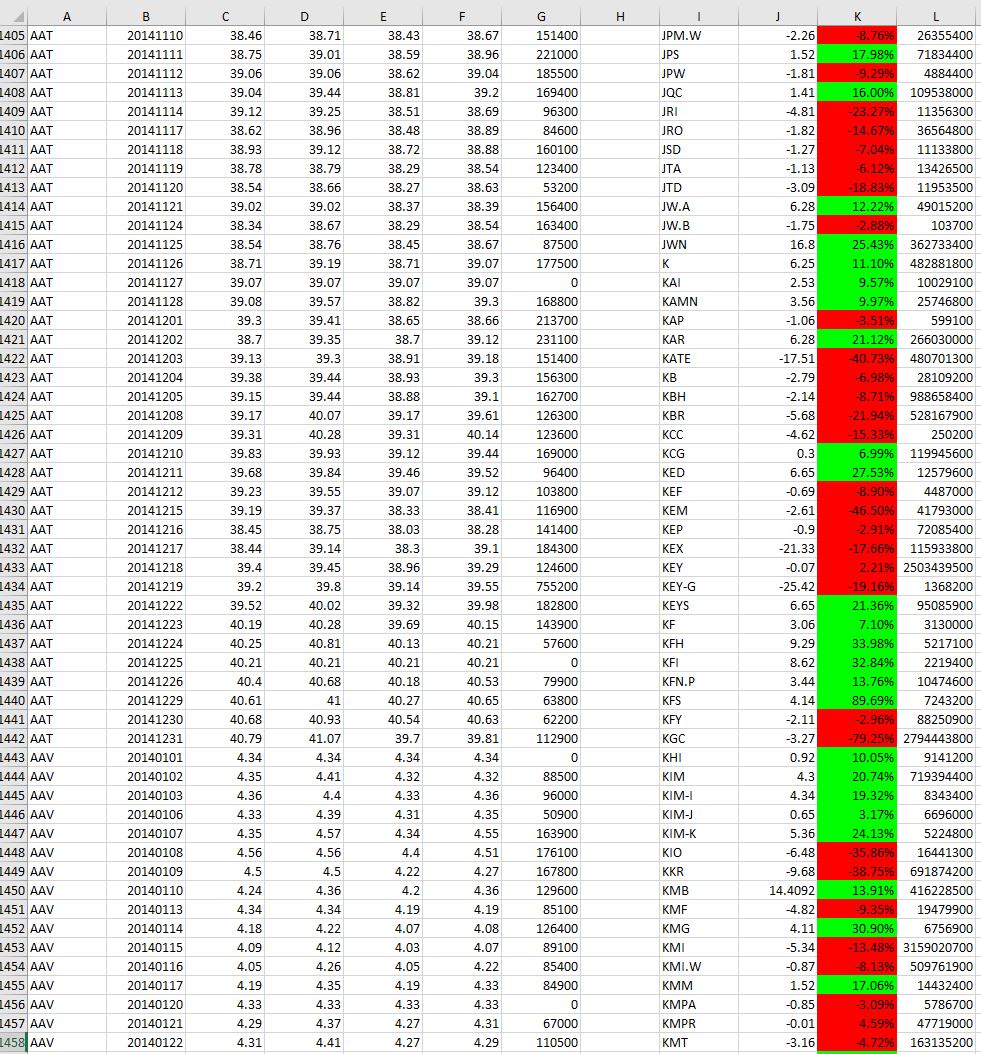 A B C D E F G H I J K L
1405 AAT 20141110 38.46 38.71 38.43 38.67 151400 JPM.W -2.26 -8.76% 26355400
1406 AAT 20141111 38.75 39.01 38.59 38.96 221000 JPS 1.52 17.98% 71834400
1407 AAT 20141112 39.06 39.06 38.62 39.04 185500 JPW -1.81 -9.29% 4884400
1408 AAT 20141113 39.04 39.44 38.81 39.2 169400 JQC 1.41 16.00% 109538000
1409 AAT 20141114 39.12 39.25 38.51 38.69 96300 JRI -4.81 -23.27% 11356300
1410 AAT 20141117 38.62 38.96 38.48 38.89 84600 JRO -1.82 -14.67% 36564800
1411 AAT 20141118 38.93 39.12 38.72 38.88 160100 JSD -1.27 -7.04% 11133800
1412 AAT 20141119 38.78 38.79 38.29 38.54 123400 JTA -1.13 -6.12% 13426500
1413 AAT 20141120 38.54 38.66 38.27 38.63 53200 JTD -3.09 -18.83% 11953500
1414 AAT 20141121 39.02 39.02 38.37 38.39 156400 JW.A 6.28 12.22% 49015200
1415 AAT 20141124 38.34 38.67 38.29 38.54 163400 JW.B -1.75 -2.88% 103700
1416 AAT 20141125 38.54 38.76 38.45 38.67 87500 JWN 16.8 25.43% 362733400
1417 AAT 20141126 38.71 39.19 38.71 39.07 177500 K 6.25 11.10% 482881800
1418 AAT 20141127 39.07 39.07 39.07 39.07 0 KAI 2.53 9.57% 10029100
1419 AAT 20141128 39.08 39.57 38.82 39.3 168800 KAMN 3.56 9.97% 25746800
1420 AAT 20141201 39.3 39.41 38.65 38.66 213700 KAP -1.06 -3.51% 599100
1421 AAT 20141202 38.7 39.35 38.7 39.12 231100 KAR 6.28 21.12% 266030000
1422 AAT 20141203 39.13 39.3 38.91 39.18 151400 KATE -17.51 -40.73% 480701300
1423 AAT 20141204 39.38 39.44 38.93 39.3 156300 KB -2.79 -6.98% 28109200
1424 AAT 20141205 39.15 39.44 38.88 39.1 162700 KBH -2.14 -8.71% 988658400
1425 AAT 20141208 39.17 40.07 39.17 39.61 126300 KBR -5.68 -21.94% 528167900
1426 AAT 20141209 39.31 40.28 39.31 40.14 123600 KCC -4.62 -15.33% 250200
1427 AAT 20141210 39.83 39.93 39.12 39.44 169000 KCG 0.3 6.99% 119945600
1428 AAT 20141211 39.68 39.84 39.46 39.52 96400 KED 6.65 27.53% 12579600
1429 AAT 20141212 39.23 39.55 39.07 39.12 103800 KEF -0.69 -8.90% 4487000
1430 AAT 20141215 39.19 39.37 38.33 38.41 116900 KEM -2.61 -46.50% 41793000
1431 AAT 20141216 38.45 38.75 38.03 38.28 141400 KEP -0.9 -2.91% 72085400
1432 AAT 20141217 38.44 39.14 38.3 39.1 184300 KEX -21.33 -17.66% 115933800
1433 AAT 20141218 39.4 39.45 38.96 39.29 124600 KEY -0.07 2.21% 2503439500
1434 AAT 20141219 39.2 39.8 39.14 39.55 755200 KEY-G -25.42 -19.16% 1368200
1435 AAT 20141222 39.52 40.02 39.32 39.98 182800 KEYS 6.65 21.36% 95085900
1436 AAT 20141223 40.19 40.28 39.69 40.15 143900 KF 3.06 7.10% 3130000
1437 AAT 20141224 40.25 40.81 40.13 40.21 57600 KFH 9.29 33.98% 5217100
1438 AAT 20141225 40.21 40.21 40.21 40.21 0 KFI 8.62 32.84% 2219400
1439 AAT 20141226 40.4 40.68 40.18 40.53 79900 KFN.P 3.44 13.76% 10474600
1440 AAT 20141229 40.61 41 40.27 40.65 63800 KFS 4.14 89.69% 7243200
1441 AAT 20141230 40.68 40.93 40.54 40.63 62200 KFY -2.11 -2.96% 88250900
1442 AAT 20141231 40.79 41.07 39.7 39.81 112900 KGC -3.27 -79.25% 2794443800
1443 AAV 20140101 4.34 4.34 4.34 4.34 0 KHI 0.92 10.05% 9141200
1444 AAV 20140102 4.35 4.41 4.32 4.32 88500 KIM 4.3 20.74% 719394400
1445 AAV 20140103 4.36 4.4 4.33 4.36 96000 KIM-I 4.34 19.32% 8343400
1446 AAV 20140106 4.33 4.39 4.31 4.35 50900 KIM-J 0.65 3.17% 6696000
1447 AAV 20140107 4.35 4.57 4.34 4.55 163900 KIM-K 5.36 24.13% 5224800
1448 AAV 20140108 4.56 4.56 4.4 4.51 176100 KIO -6.48 -35.86% 16441300
1449 AAV 20140109 4.5 4.5 4.22 4.27 167800 KKR -9.68 -38.75% 691874200
1450 AAV 20140110 4.24 4.36 4.2 4.36 129600 KMB 14.4092 13.91% 416228500
1451 AAV 20140113 4.34 4.34 4.19 4.19 85100 KMF -4.82 -9.35% 19479900
1452 AAV 20140114 4.18 4.22 4.07 4.08 126400 KMG 4.11 30.90% 6756900
1453 AAV 20140115 4.09 4.12 4.03 4.07 89100 KMI -5.34 -13.48% 3159020700
1454 AAV 20140116 4.05 4.26 4.05 4.22 85400 KMI.W -0.87 -8.13% 509761900
1455 AAV 20140117 4.19 4.35 4.19 4.33 84900 KMM 1.52 17.06% 14432400
1456 AAV 20140120 4.33 4.33 4.33 4.33 0 KMPA -0.85 -3.09% 5786700
1457 AAV 20140121 4.29 4.37 4.27 4.31 67000 KMPR -0.01 4.59% 47719000
1458 AAV 20140122 4.31 4.41 4.27 4.29 110500 KMT -3.16 -4.72% 163135200